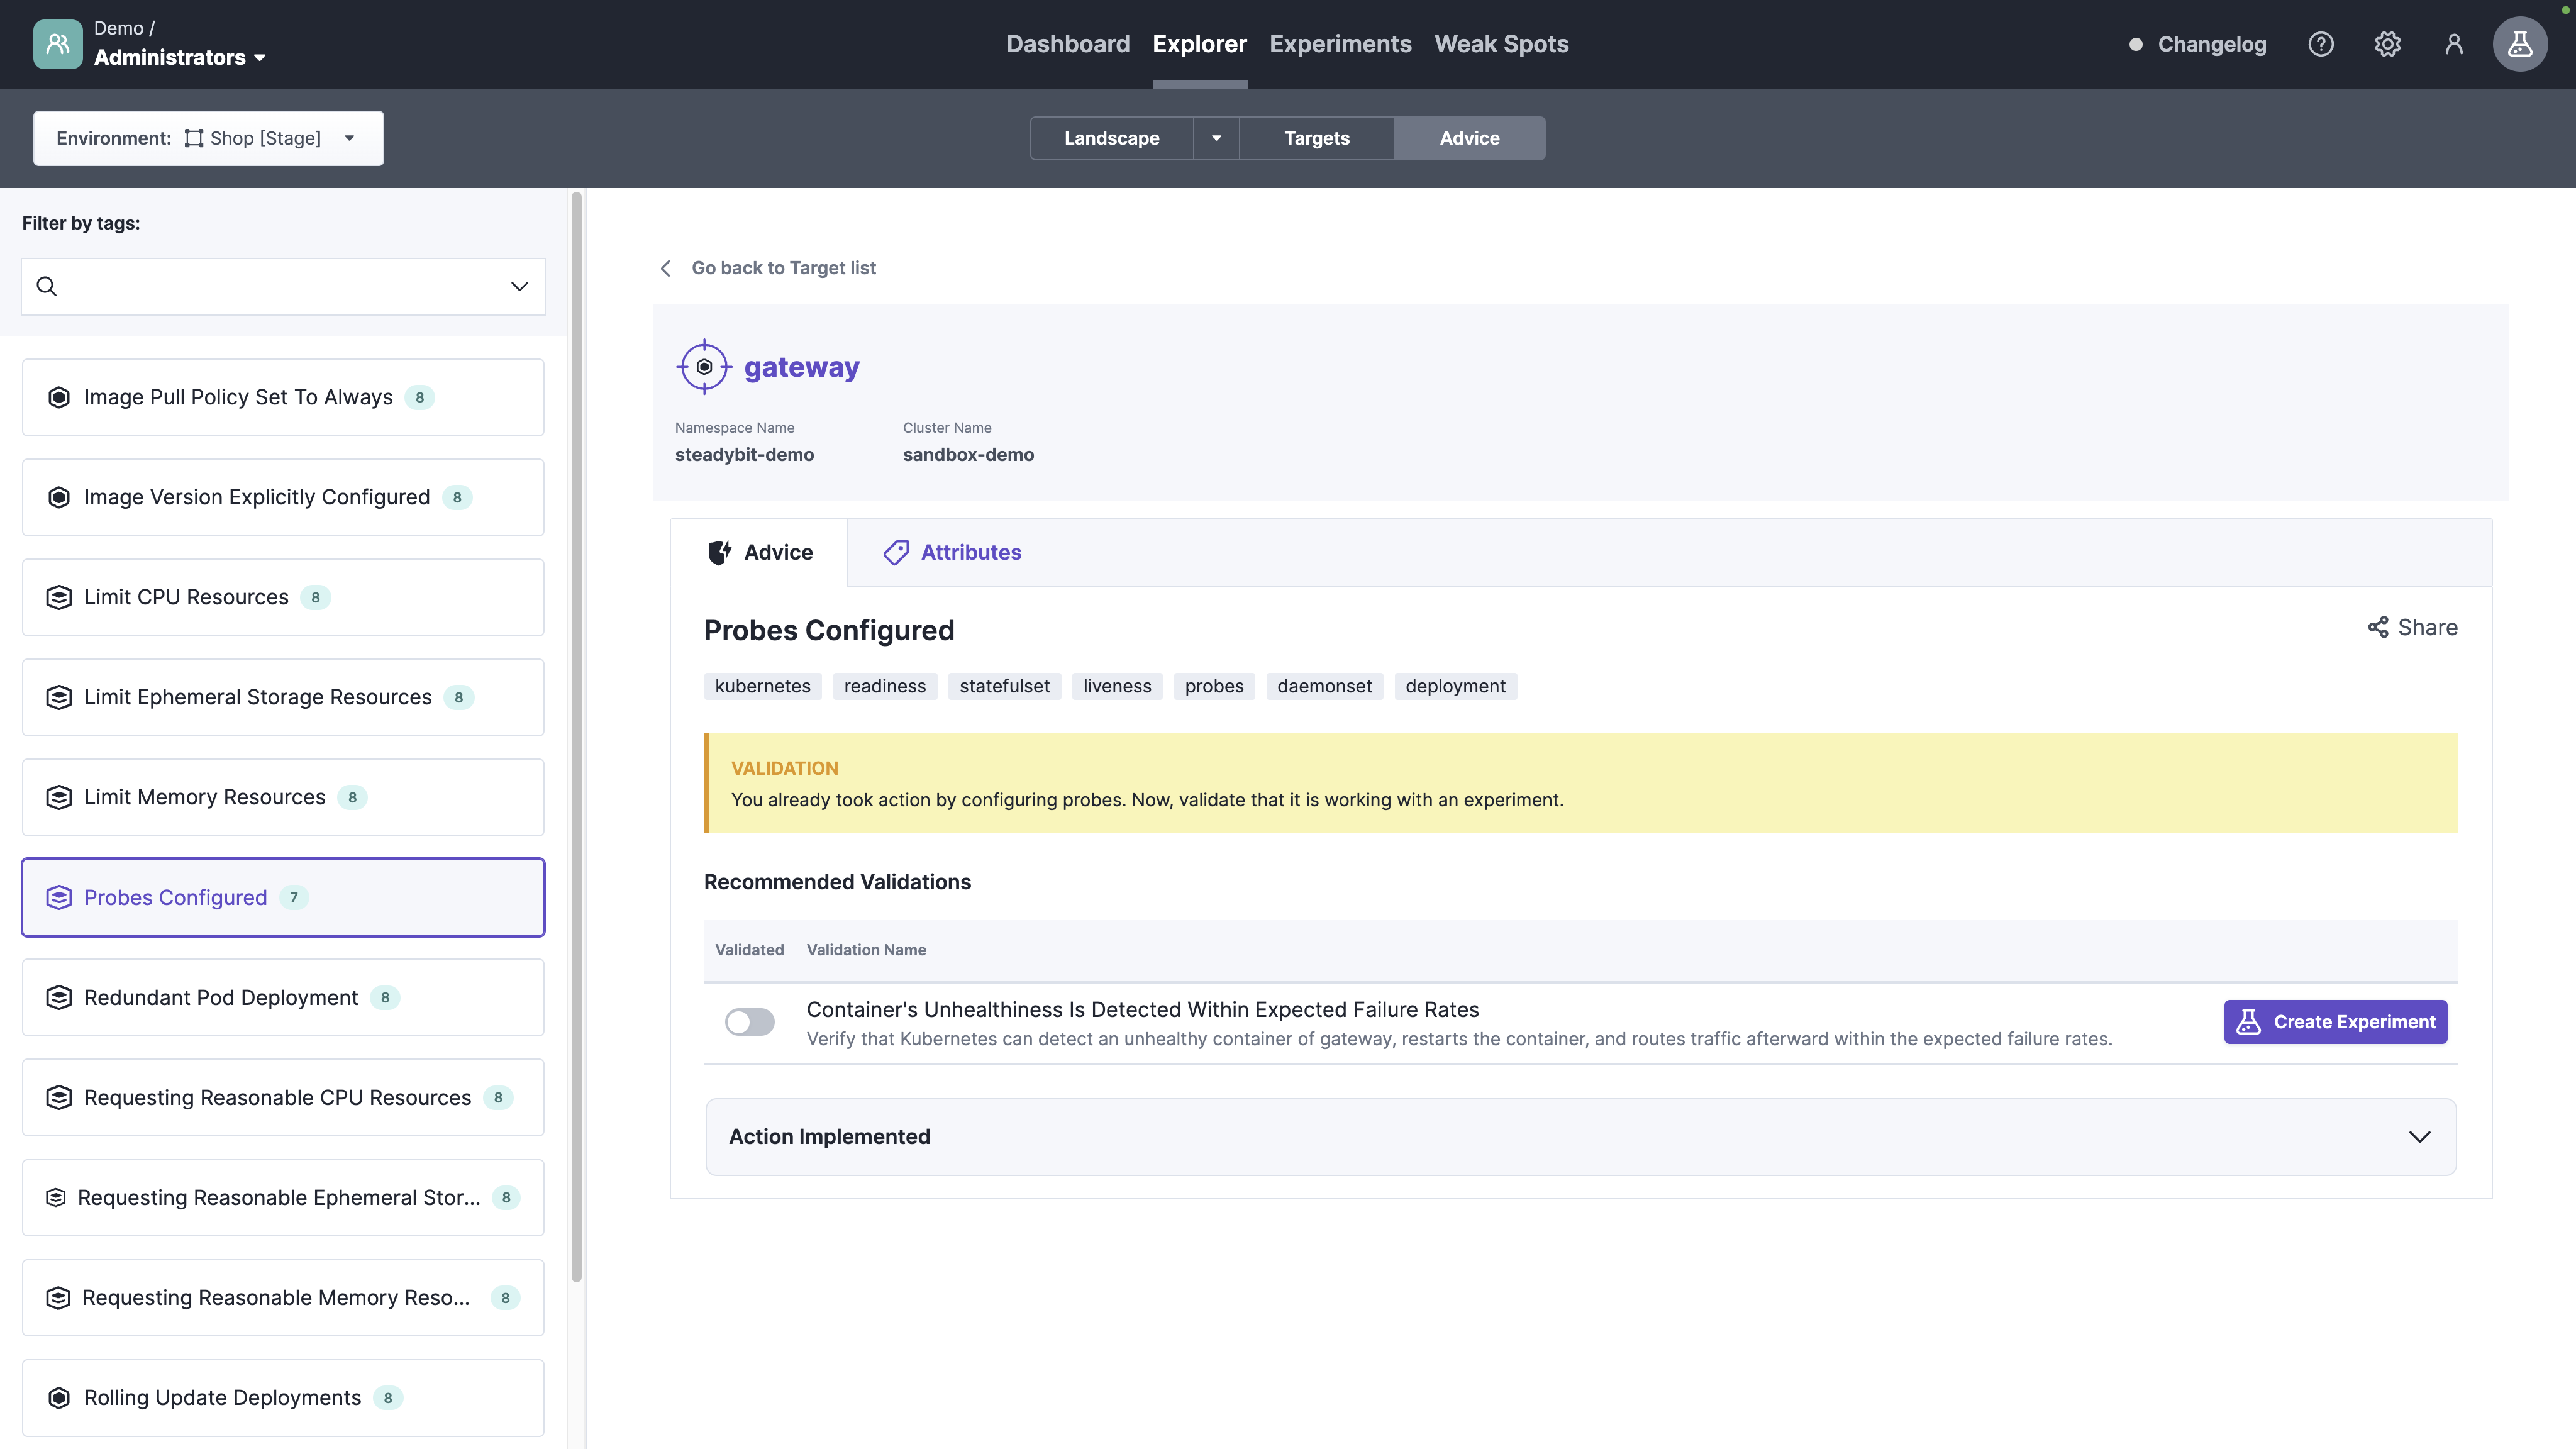 Demo /
Administrators
Dashboard Explorer Experiments Weak Spots
Changelog
Environment: Shop [Stage]
Landscape Targets Advice
Filter by tags:
Image Pull Policy Set To Always 8
Image Version Explicitly Configured 8
Limit CPU Resources 8
Limit Ephemeral Storage Resources 8
Limit Memory Resources 8
Probes Configured 7
Redundant Pod Deployment 8
Requesting Reasonable CPU Resources 8
Requesting Reasonable Ephemeral Stor... 8
Requesting Reasonable Memory Reso... 8
Rolling Update Deployments 8
Go back to Target list
gateway
Namespace Name Cluster Name
steadybit-demo sandbox-demo
Advice Attributes
Probes Configured
Share
kubernetes readiness statefulset liveness probes daemonset deployment
VALIDATION
You already took action by configuring probes. Now, validate that it is working with an experiment.
Recommended Validations
Validated Validation Name
Container's Unhealthiness Is Detected Within Expected Failure Rates
Verify that Kubernetes can detect an unhealthy container of gateway, restarts the container, and routes traffic afterward within the expected failure rates.
Create Experiment
Action Implemented